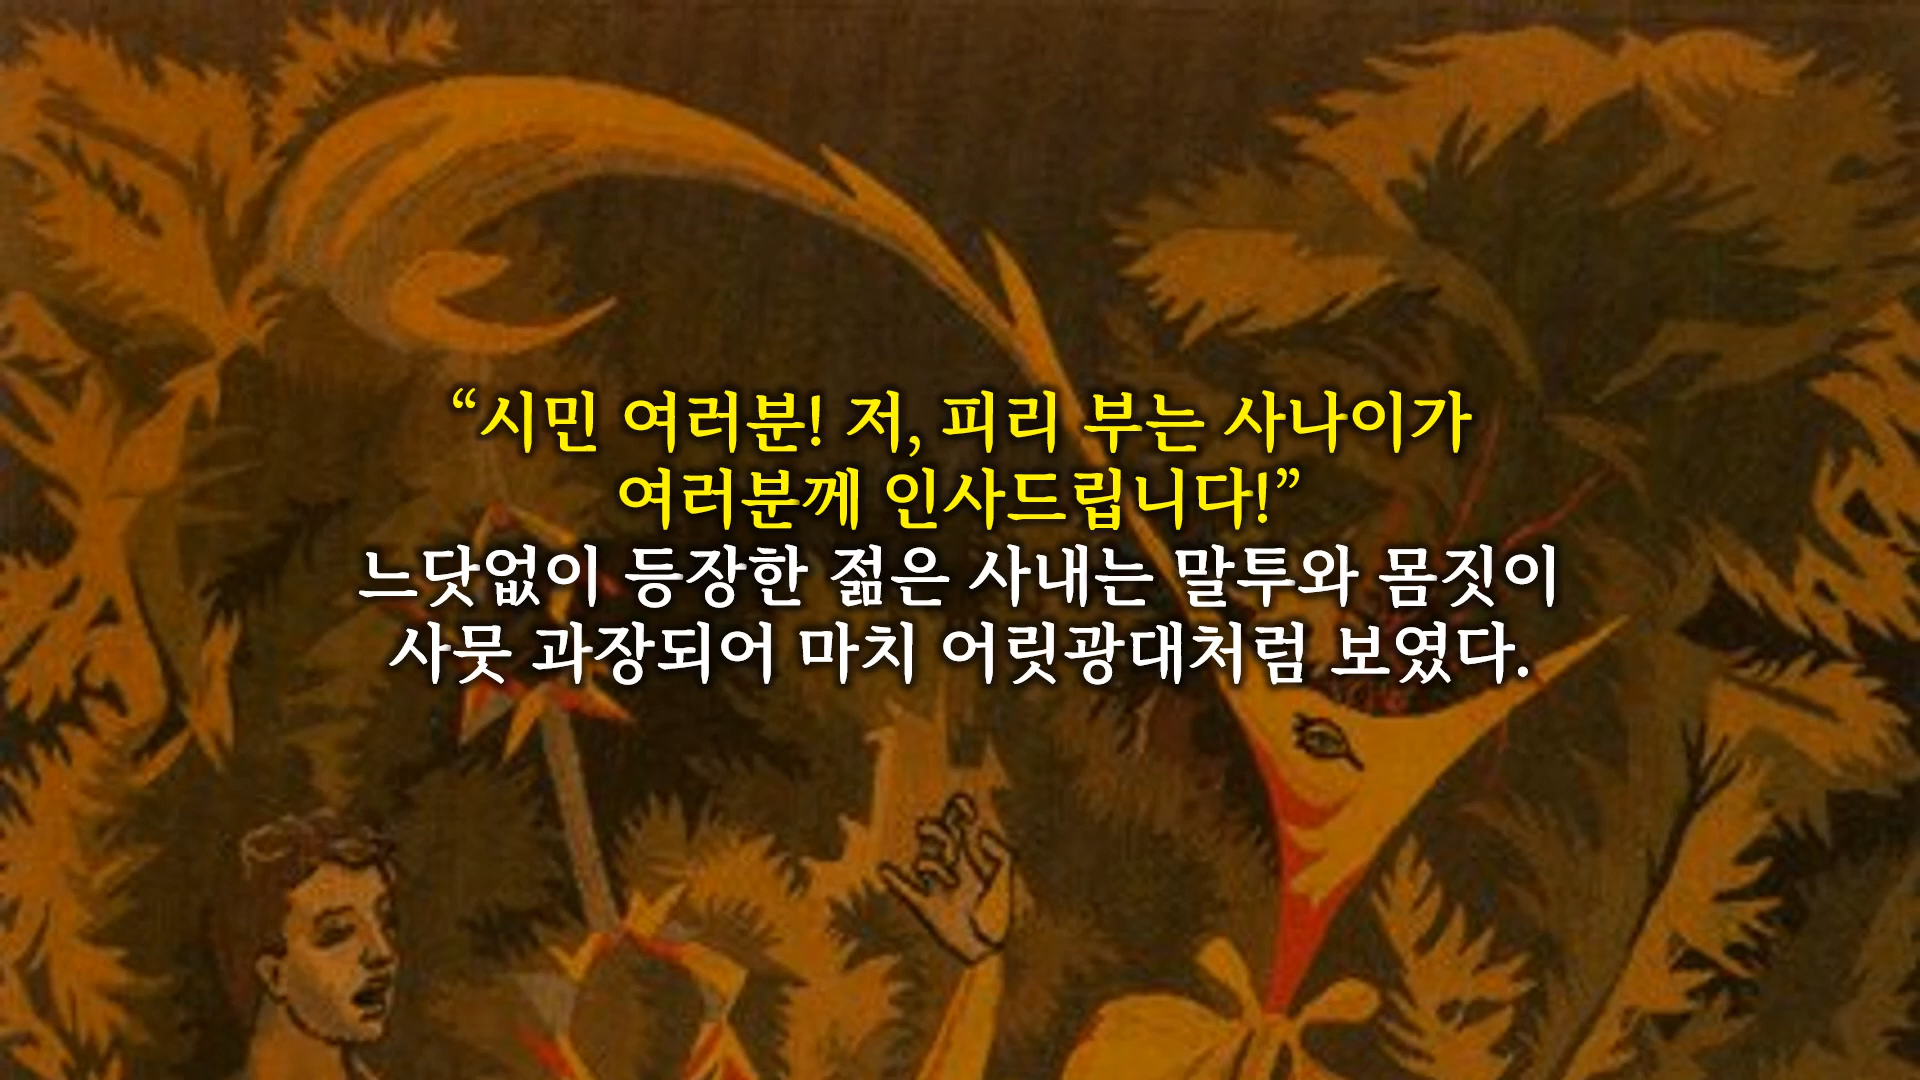 “시민 여러분! 저, 피리 부는 사나이가
여러분께 인사드립니다!”
느닷없이 등장한 젊은 사내는 말투와 몸짓이
사뭇 과장되어 마치 어릿광대처럼 보였다.